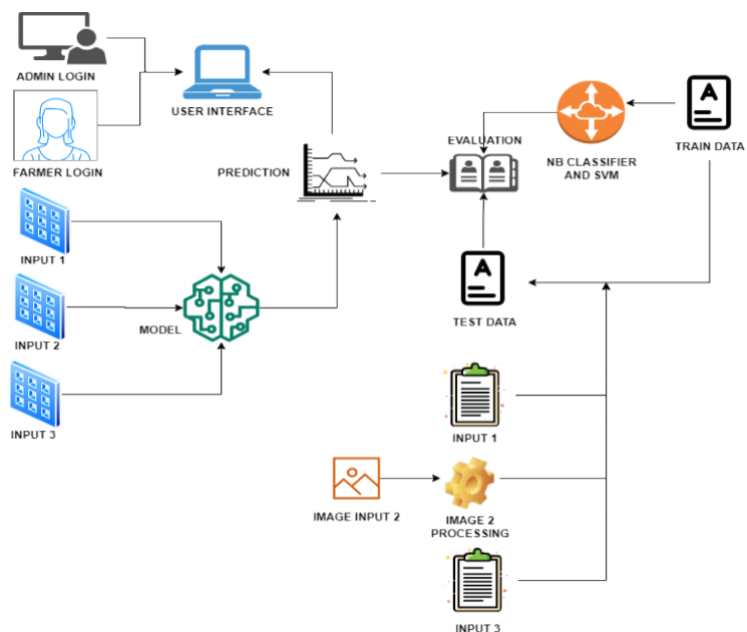 ADMIN LOGIN
USER INTERFACE
FARMER LOGIN
PREDICTION
EVALUATION
A
NB CLASSIFIER
AND SVM
TRAIN DATA
INPUT 1
A
TEST DATA
MODEL
INPUT 2
INPUT 3
INPUT 1
IMAGE INPUT 2
IMAGE 2
PROCESSING
INPUT 3